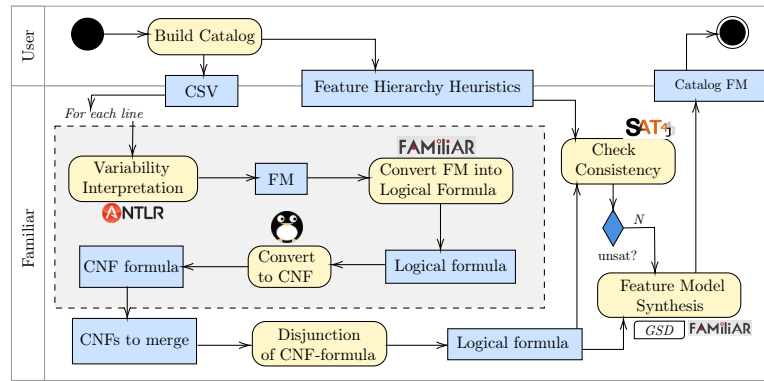 User
Build Catalog
CSV
Feature Hierarchy Heuristics
Catalog FM
Familiar
For each line
Variability
Interpretation
ANTLR
FM
FAMiLiAR
Convert FM into
Logical Formula
SAT4j
Check
Consistency
N
unsat?
CNF formula
Convert
to CNF
Logical formula
Feature Model
Synthesis
GSD
FAMiLiAR
CNFs to merge
Disjunction
of CNF-formula
Logical formula